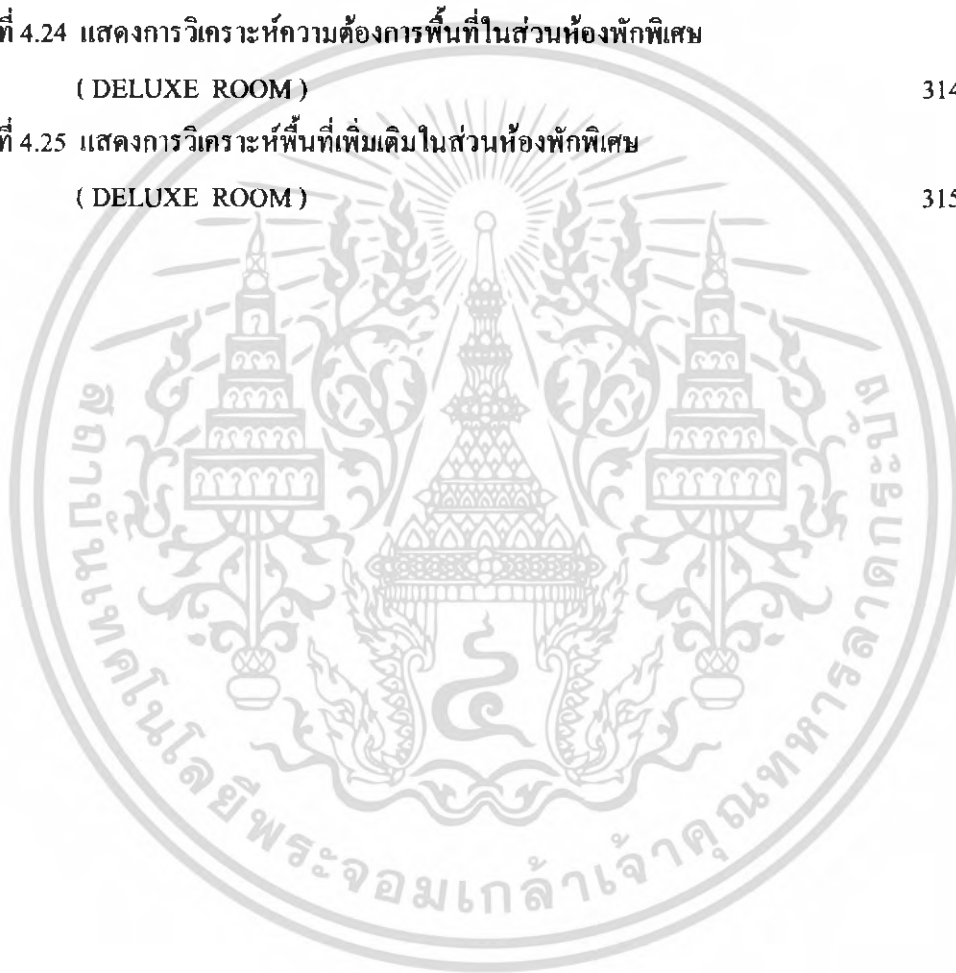 ที่ 4.24 แสดงการวิเคราะห์ความต้องการพื้นที่ในส่วนห้องพักพิเศษ
( DELUXE ROOM ) 314
ที่ 4.25 แสดงการวิเคราะห์พื้นที่เพิ่มเติมในส่วนห้องพักพิเศษ
( DELUXE ROOM ) 315
สถาบันเทคโนโลยีพระจอมเกล้าเจ้าคุณทหารลาดกระบัง